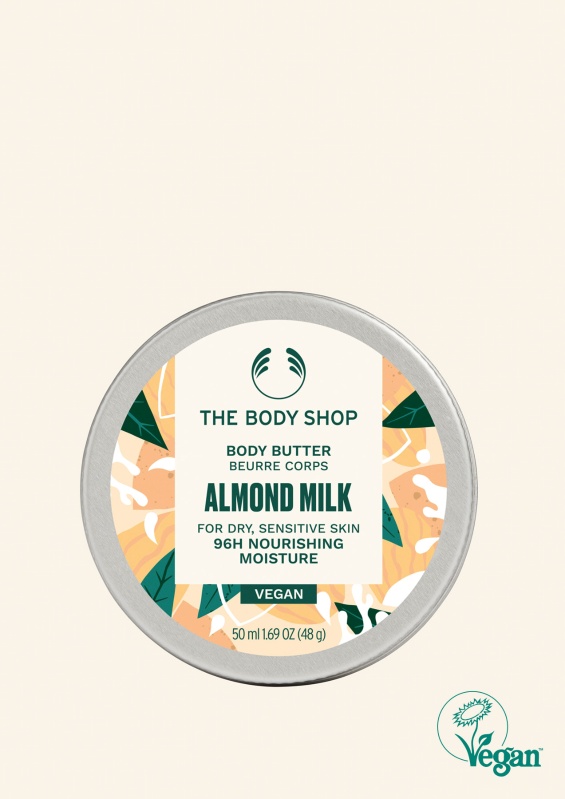 THE BODY SHOP
BODY BUTTER
BEURRE CORPS
ALMOND MILK
FOR DRY, SENSITIVE SKIN
96H NOURISHING
MOISTURE
VEGAN
50 ml 1.69 OZ (48 g)
Vegan™